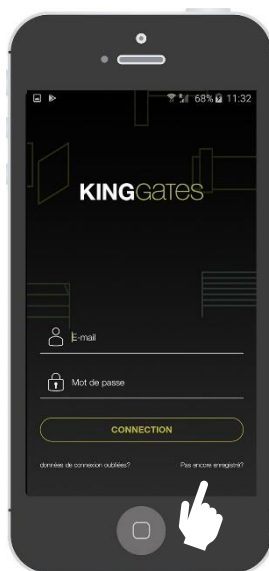 68% 11:32
KINGGATES
E-mail
Mot de passe
CONNECTION
données de connexion oubliées?
Pas encore enregistré?